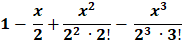 1 - x/2 + x²/(2² · 2!) - x³/(2³ · 3!)